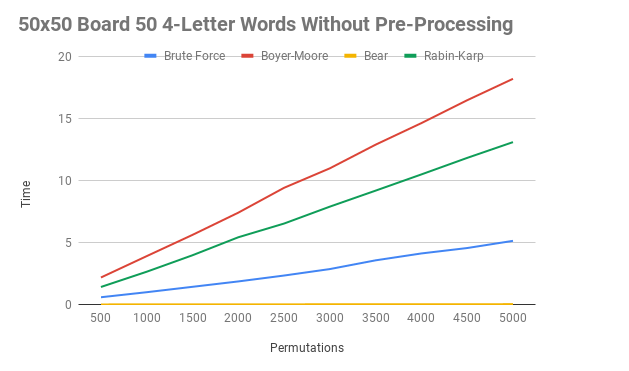 50x50 Board 50 4-Letter Words Without Pre-Processing
Brute Force Boyer-Moore Bear Rabin-Karp
20
15
10
5
0
Time
500 1000 1500 2000 2500 3000 3500 4000 4500 5000
Permutations